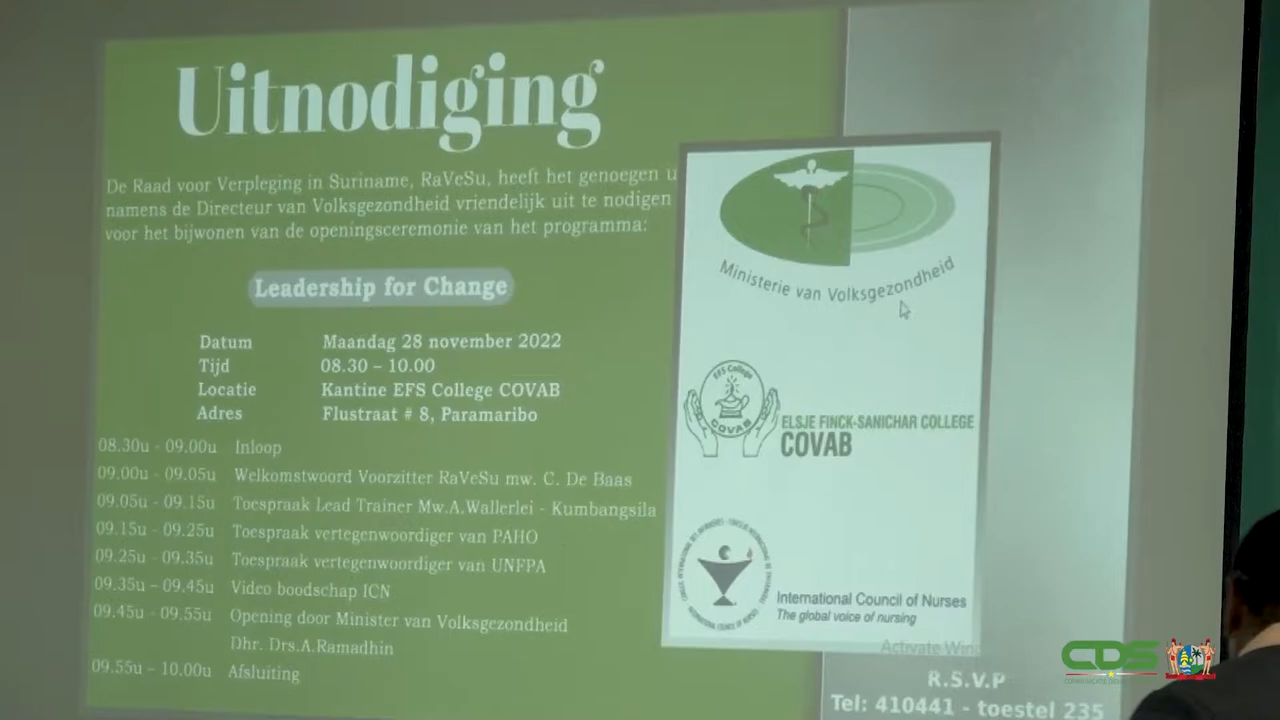 Uitnodiging
De Raad voor Verpleging in Suriname, RaVeSu, heeft het genoegen u
namens de Directeur van Volksgezondheid vriendelijk uit te nodigen
voor het bijwonen van de openingsceremonie van het programma:
Leadership for Change
Datum Maandag 28 november 2022
Tijd 08.30 – 10.00
Locatie Kantine EFS College COVAB
Adres Flustraat # 8, Paramaribo
08.30u - 09.00u Inloop
09.00u - 09.05u Welkomstwoord Voorzitter RaVeSu mw. C. De Baas
09.05u - 09.15u Toespraak Lead Trainer Mw.A.Wallerlei - Kumbangsila
09.15u - 09.25u Toespraak vertegenwoordiger van PAHO
09.25u - 09.35u Toespraak vertegenwoordiger van UNFPA
09.35u – 09.45u Video boodschap ICN
09.45u - 09.55u Opening door Minister van Volksgezondheid
Dhr. Drs.A.Ramadhin
09.55u – 10.00u Afsluiting
Ministerie van Volksgezondheid
EFS College
COVAB
ELSJE FINCK-SANICHAR COLLEGE
COVAB
International Council of Nurses
The global voice of nursing
Activate Win
R.S.V.P
Tel: 410441 - toestel 235
CDS